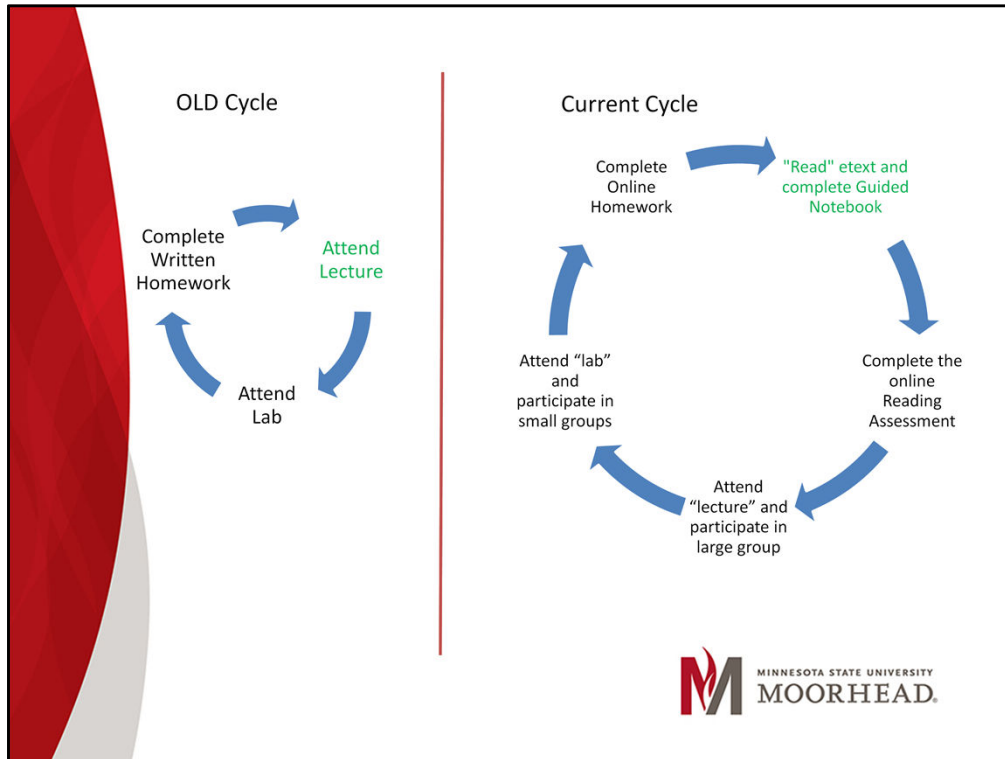 OLD Cycle
Attend
Lecture
Attend
Lab
Complete
Written
Homework
Current Cycle
"Read" etext and
complete Guided
Notebook
Complete the
online
Reading
Assessment
Attend
“lecture” and
participate in
large group
Attend “lab”
and
participate in
small groups
Complete
Online
Homework
MINNESOTA STATE UNIVERSITY
MOORHEAD®